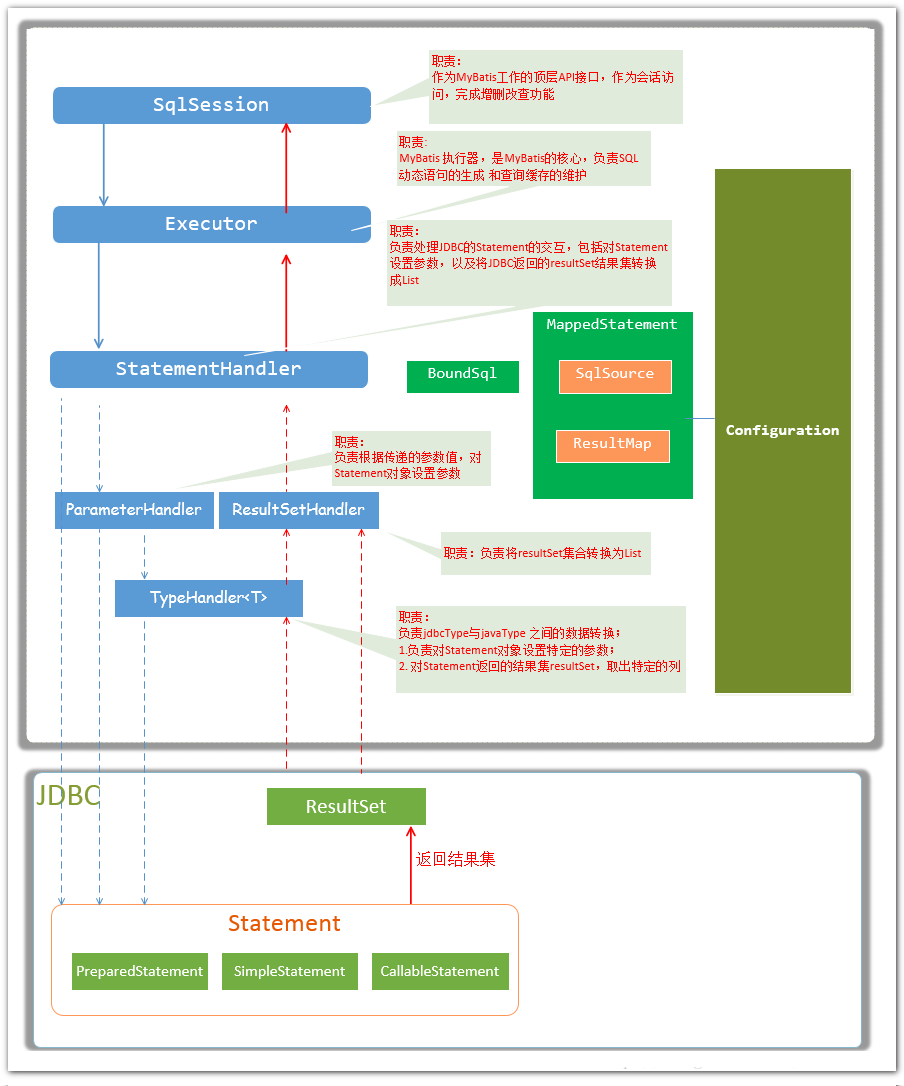 职责：
作为MyBatis工作的顶层API接口，作为会话访
问，完成增删改查功能
SqlSession
职责:
MyBatis 执行器，是MyBatis的核心，负责SQL
动态语句的生成 和查询缓存的维护
Executor
职责：
负责处理JDBC的Statement的交互，包括对Statement
设置参数，以及将JDBC返回的resultSet结果集转换
成List
MappedStatement
StatementHandler
BoundSql
SqlSource
Configuration
ResultMap
职责：
负责根据传递的参数值，对
Statement对象设置参数
ParameterHandler
ResultSetHandler
职责：负责将resultSet集合转换为List
TypeHandler<T>
职责：
负责jdbcType与javaType 之间的数据转换；
1.负责对Statement对象设置特定的参数；
2. 对Statement返回的结果集resultSet，取出特定的列
JDBC
ResultSet
返回结果集
Statement
PreparedStatement
SimpleStatement
CallableStatement